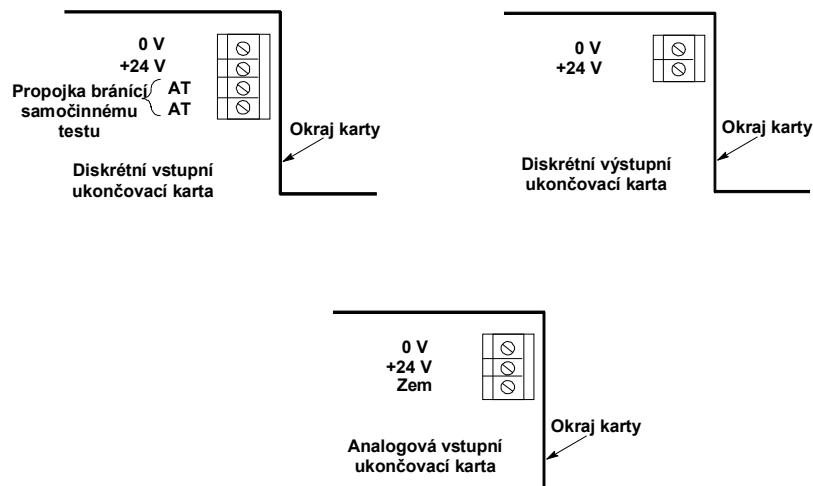 0 V
+24 V
AT
AT
Propojka bránící
samočinnému
testu
Okraj karty
Diskrétní vstupní
ukončovací karta
0 V
+24 V
Okraj karty
Diskrétní výstupní
ukončovací karta
0 V
+24 V
Zem
Okraj karty
Analogová vstupní
ukončovací karta